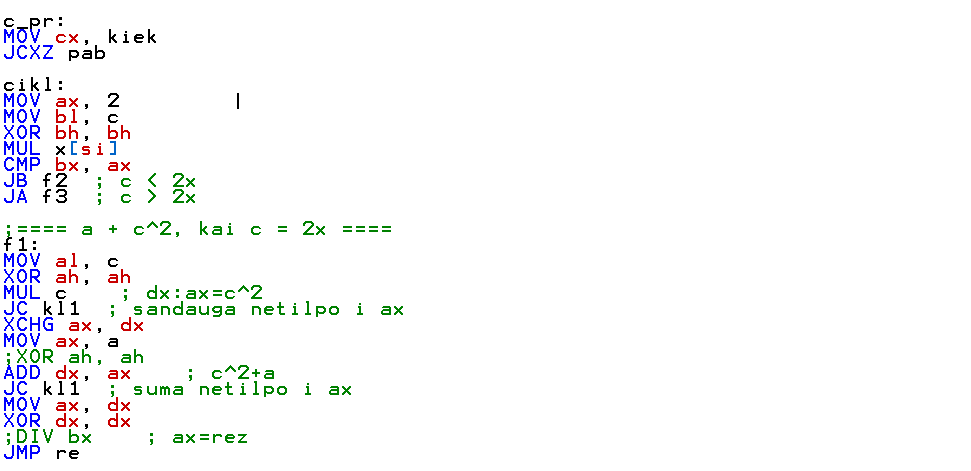 c_pr:
MOV cx, kiek
JCXZ pab
cikl:
MOV ax, 2
MOV bl, c
XOR bh, bh
MUL x[si]
CMP bx, ax
JB f2 ; c < 2x
JA f3 ; c > 2x
;==== a + c^2, kai c = 2x ====
f1:
MOV al, c
XOR ah, ah
MUL c ; dx:ax=c^2
JC kl1 ; sandauga netilpo i ax
XCHG ax, dx
MOV ax, a
;XOR ah, ah
ADD dx, ax ; c^2+a
JC kl1 ; suma netilpo i ax
MOV ax, dx
XOR dx, dx
;DIV bx ; ax=rez
JMP re